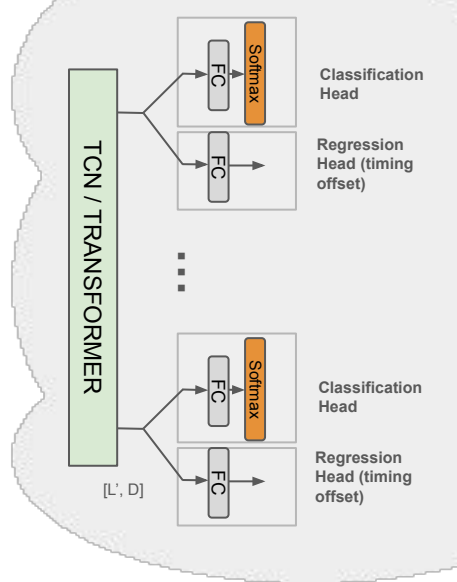 FC
Softmax
Classification
Head
FC
Regression
Head (timing
offset)
TCN / TRANSFORMER
FC
Softmax
Classification
Head
FC
Regression
Head (timing
offset)
[L', D]